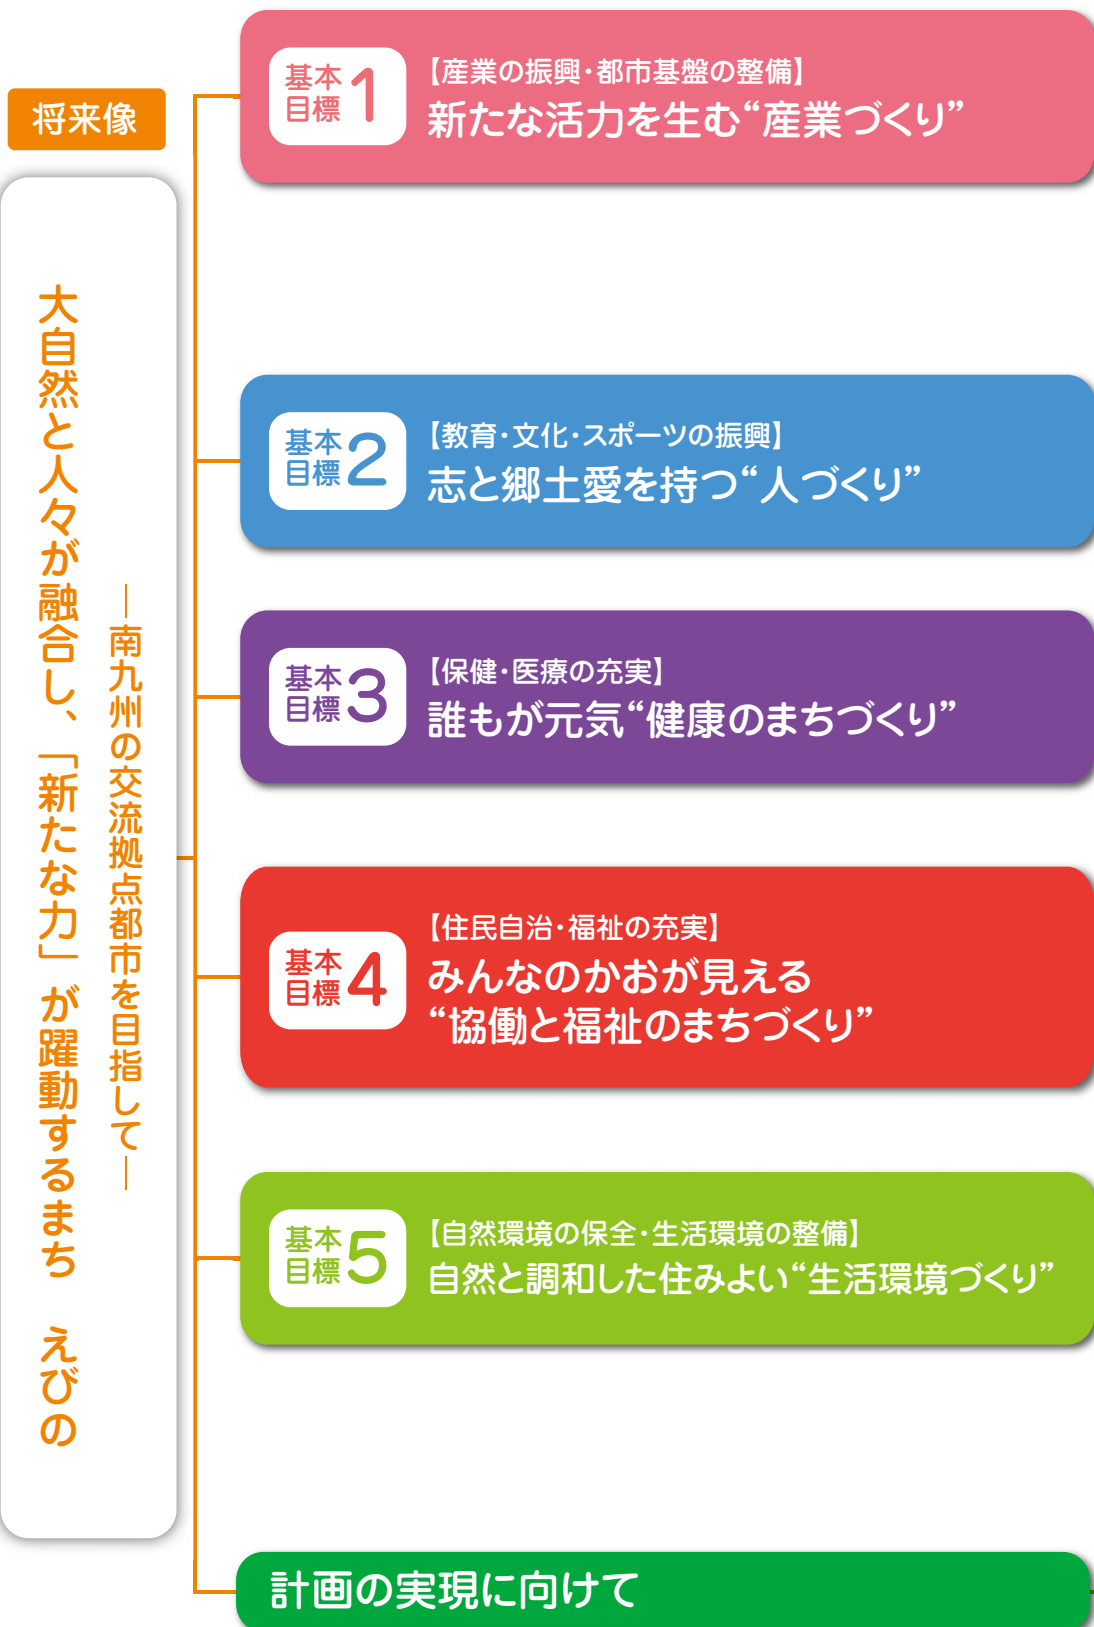 将来像
大自然と人々が融合し、「新たな力」が躍動するまち　えびの
―南九州の交流拠点都市を目指して―
基本目標1
【産業の振興・都市基盤の整備】
新たな活力を生む“産業づくり”
基本目標2
【教育・文化・スポーツの振興】
志と郷土愛を持つ“人づくり”
基本目標3
【保健・医療の充実】
誰もが元気“健康のまちづくり”
基本目標4
【住民自治・福祉の充実】
みんなのかおが見える
“協働と福祉のまちづくり”
基本目標5
【自然環境の保全・生活環境の整備】
自然と調和した住みよい“生活環境づくり”
計画の実現に向けて